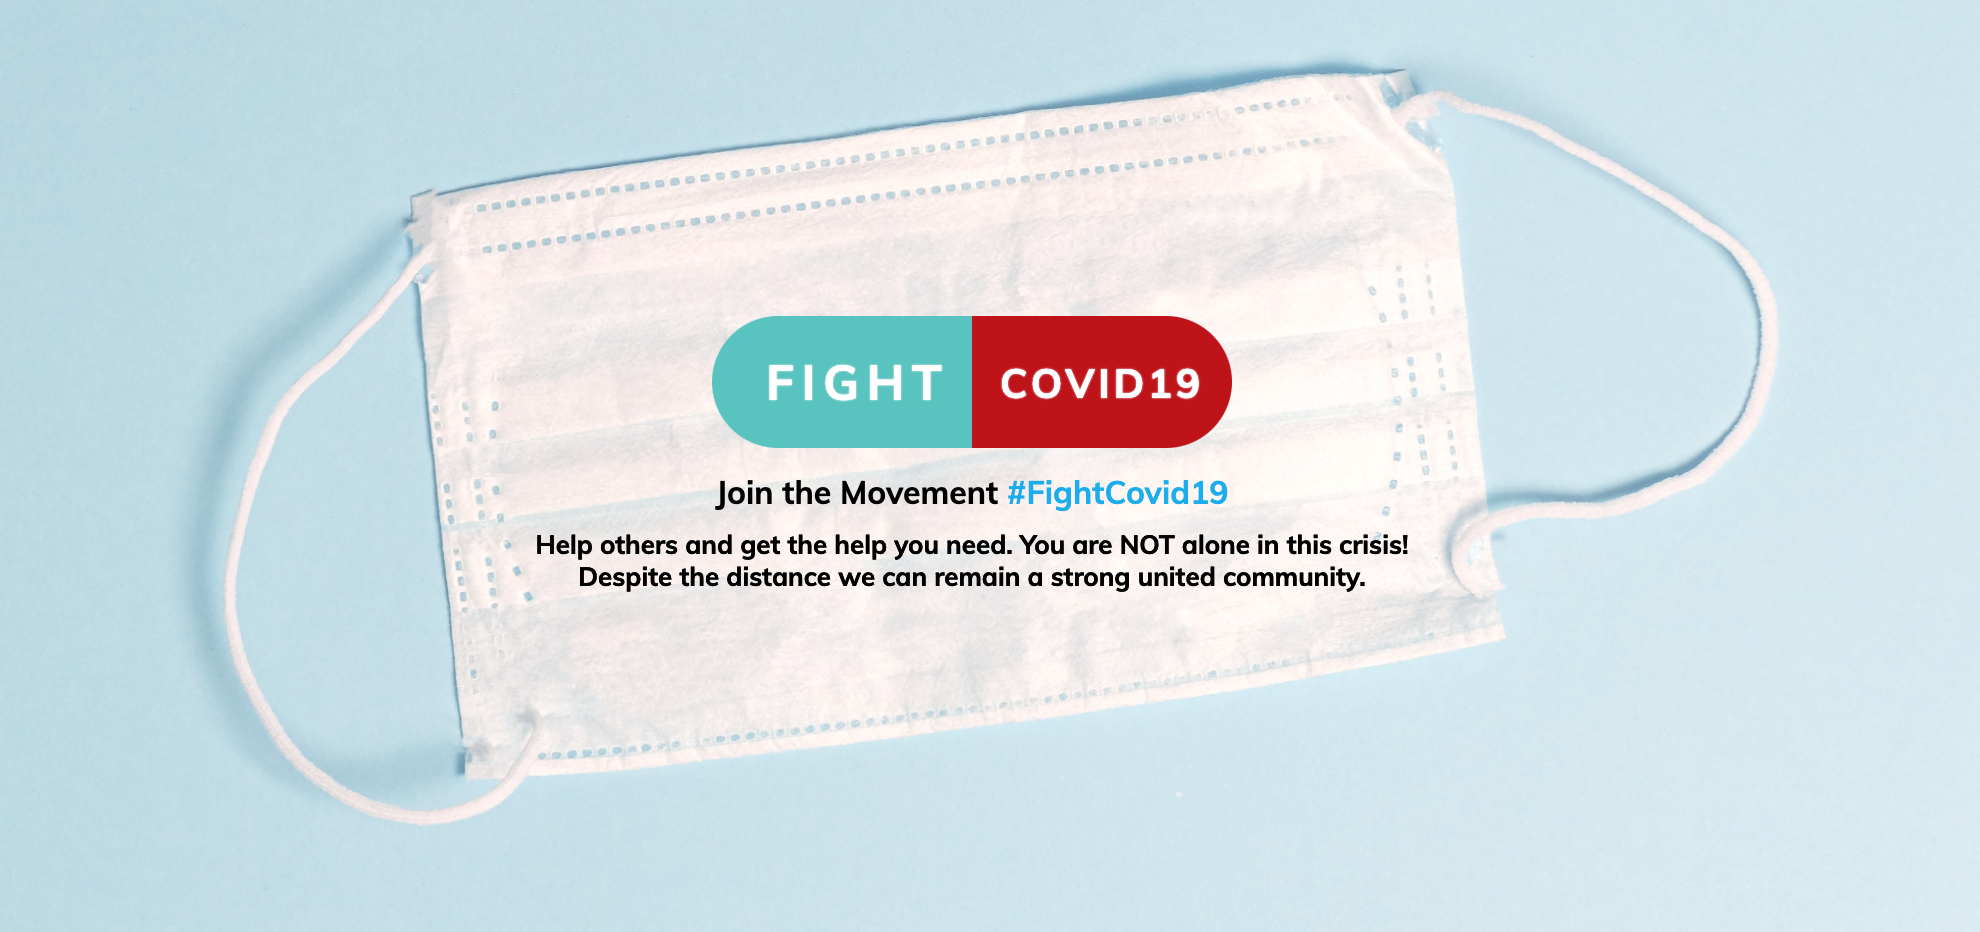 FIGHT COVID19
Join the Movement #FightCovid19
Help others and get the help you need. You are NOT alone in this crisis!
Despite the distance we can remain a strong united community.